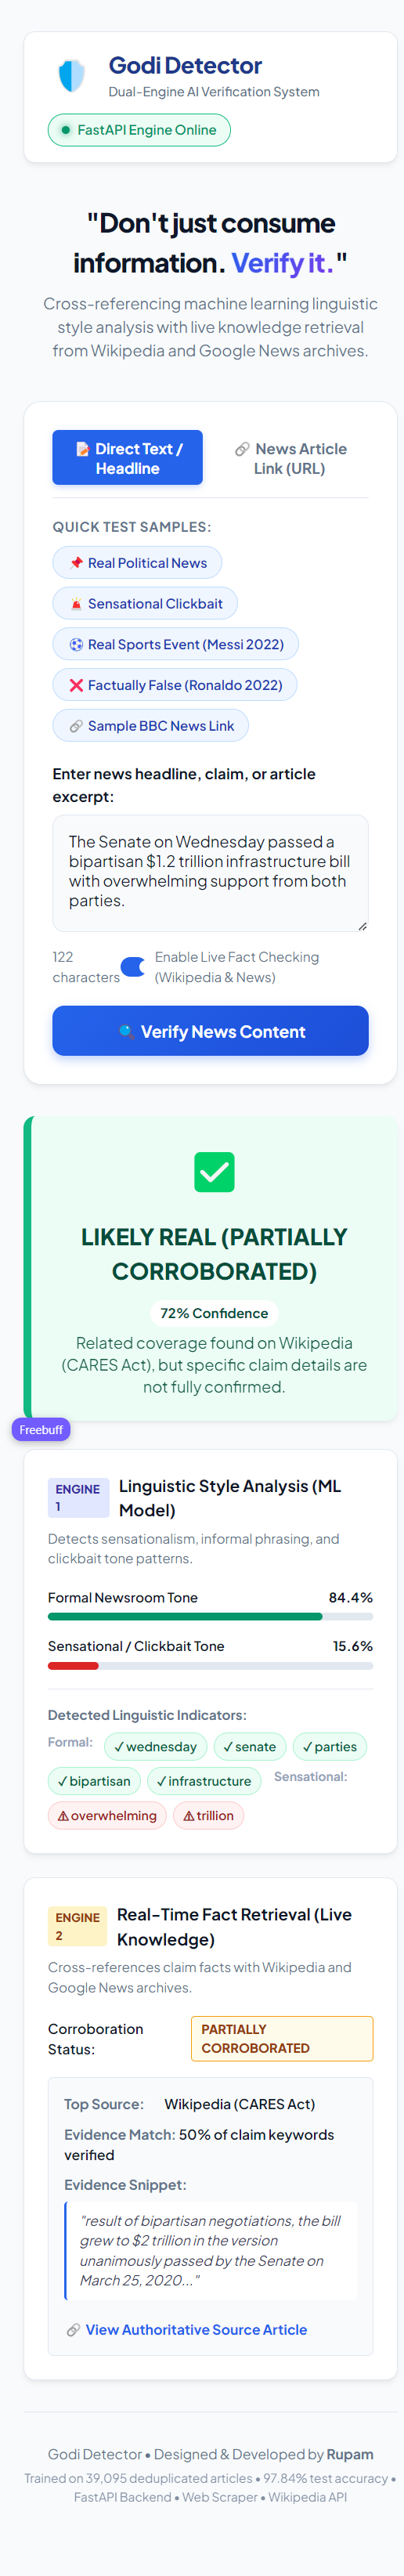 Godi Detector
Dual-Engine AI Verification System
FastAPI Engine Online
"Don't just consume
information. Verify it."
Cross-referencing machine learning linguistic
style analysis with live knowledge retrieval
from Wikipedia and Google News archives.
Direct Text /
Headline
News Article
Link (URL)
QUICK TEST SAMPLES:
Real Political News
Sensational Clickbait
Real Sports Event (Messi 2022)
Factually False (Ronaldo 2022)
Sample BBC News Link
Enter news headline, claim, or article
excerpt:
The Senate on Wednesday passed a
bipartisan $1.2 trillion infrastructure bill
with overwhelming support from both
parties.
122
characters
Enable Live Fact Checking
(Wikipedia & News)
Verify News Content
LIKELY REAL (PARTIALLY
CORROBORATED)
72% Confidence
Related coverage found on Wikipedia
(CARES Act), but specific claim details are
not fully confirmed.
Freebuff
ENGINE
1
Linguistic Style Analysis (ML
Model)
Detects sensationalism, informal phrasing, and
clickbait tone patterns.
Formal Newsroom Tone 84.4%
Sensational / Clickbait Tone 15.6%
Detected Linguistic Indicators:
Formal: ✓ wednesday ✓ senate ✓ parties
✓ bipartisan ✓ infrastructure Sensational:
⚠ overwhelming ⚠ trillion
ENGINE
2
Real-Time Fact Retrieval (Live
Knowledge)
Cross-references claim facts with Wikipedia and
Google News archives.
Corroboration
Status:
PARTIALLY
CORROBORATED
Top Source: Wikipedia (CARES Act)
Evidence Match: 50% of claim keywords
verified
Evidence Snippet:
"result of bipartisan negotiations, the bill
grew to $2 trillion in the version
unanimously passed by the Senate on
March 25, 2020..."
View Authoritative Source Article
Godi Detector • Designed & Developed by Rupam
Trained on 39,095 deduplicated articles • 97.84% test accuracy •
FastAPI Backend • Web Scraper • Wikipedia API